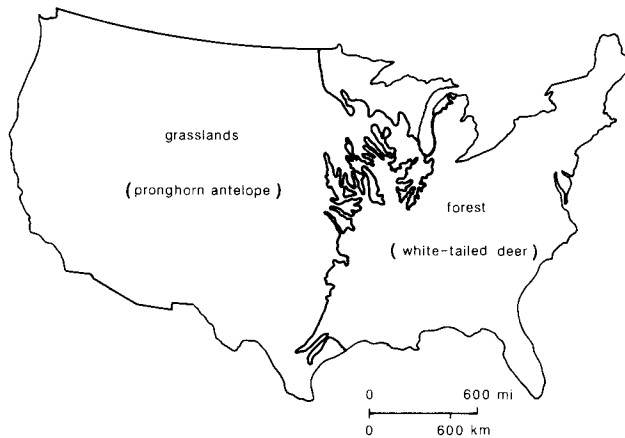 grasslands
(pronghorn antelope)
forest
(white-tailed deer)
0 600 mi
0 600 km